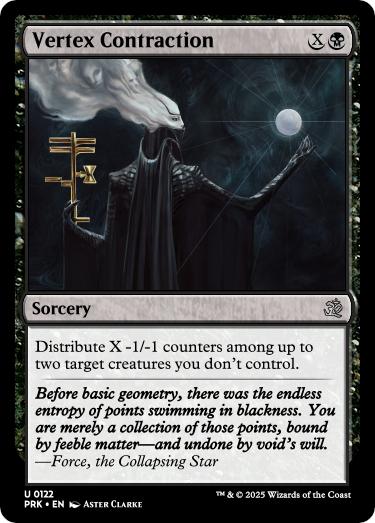 Vertex Contraction X
Sorcery
Distribute X -1/-1 counters among up to
two target creatures you don't control.
Before basic geometry, there was the endless
entropy of points swimming in blackness. You
are merely a collection of those points, bound
by feeble matter—and undone by void's will.
—Force, the Collapsing Star
U 0122
PRK • EN Aster Clarke
™ & © 2025 Wizards of the Coast